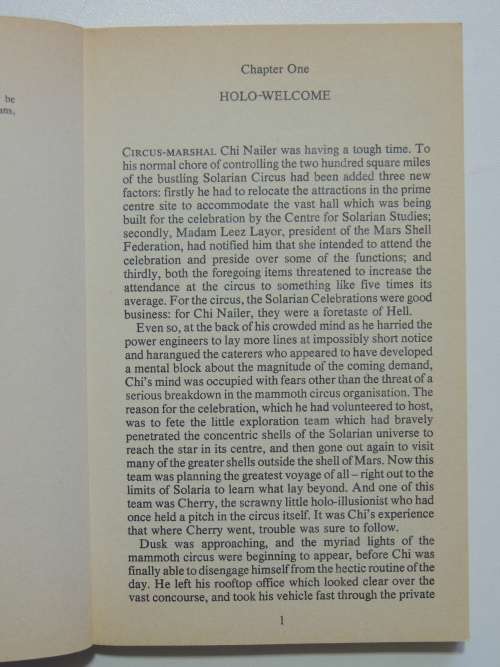 be
ans,
Chapter One
HOLO-WELCOME
CIRCUS-MARSHAL Chi Nailer was having a tough time. To
his normal chore of controlling the two hundred square miles
of the bustling Solarian Circus had been added three new
factors: firstly he had to relocate the attractions in the prime
centre site to accommodate the vast hall which was being
built for the celebration by the Centre for Solarian Studies;
secondly, Madam Leez Layor, president of the Mars Shell
Federation, had notified him that she intended to attend the
celebration and preside over some of the functions; and
thirdly, both the foregoing items threatened to increase the
attendance at the circus to something like five times its
average. For the circus, the Solarian Celebrations were good
business: for Chi Nailer, they were a foretaste of Hell.
Even so, at the back of his crowded mind as he harried the
power engineers to lay more lines at impossibly short notice
and harangued the caterers who appeared to have developed
a mental block about the magnitude of the coming demand,
Chi's mind was occupied with fears other than the threat of a
serious breakdown in the mammoth circus organisation. The
reason for the celebration, which he had volunteered to host,
was to fete the little exploration team which had bravely
penetrated the concentric shells of the Solarian universe to
reach the star in its centre, and then gone out again to visit
many of the greater shells outside the shell of Mars. Now this
team was planning the greatest voyage of all – right out to the
limits of Solaria to learn what lay beyond. And one of this
team was Cherry, the scrawny little holo-illusionist who had
once held a pitch in the circus itself. It was Chi's experience
that where Cherry went, trouble was sure to follow.
Dusk was approaching, and the myriad lights of the
mammoth circus were beginning to appear, before Chi was
finally able to disengage himself from the hectic routine of the
day. He left his rooftop office which looked clear over the
vast concourse, and took his vehicle fast through the private
1